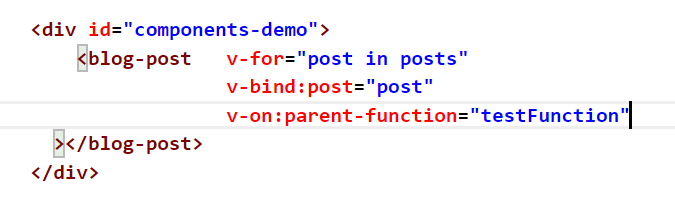 <div id="components-demo">
<blog-post v-for="post in posts"
v-bind:post="post"
v-on:parent-function="testFunction"
></blog-post>
</div>